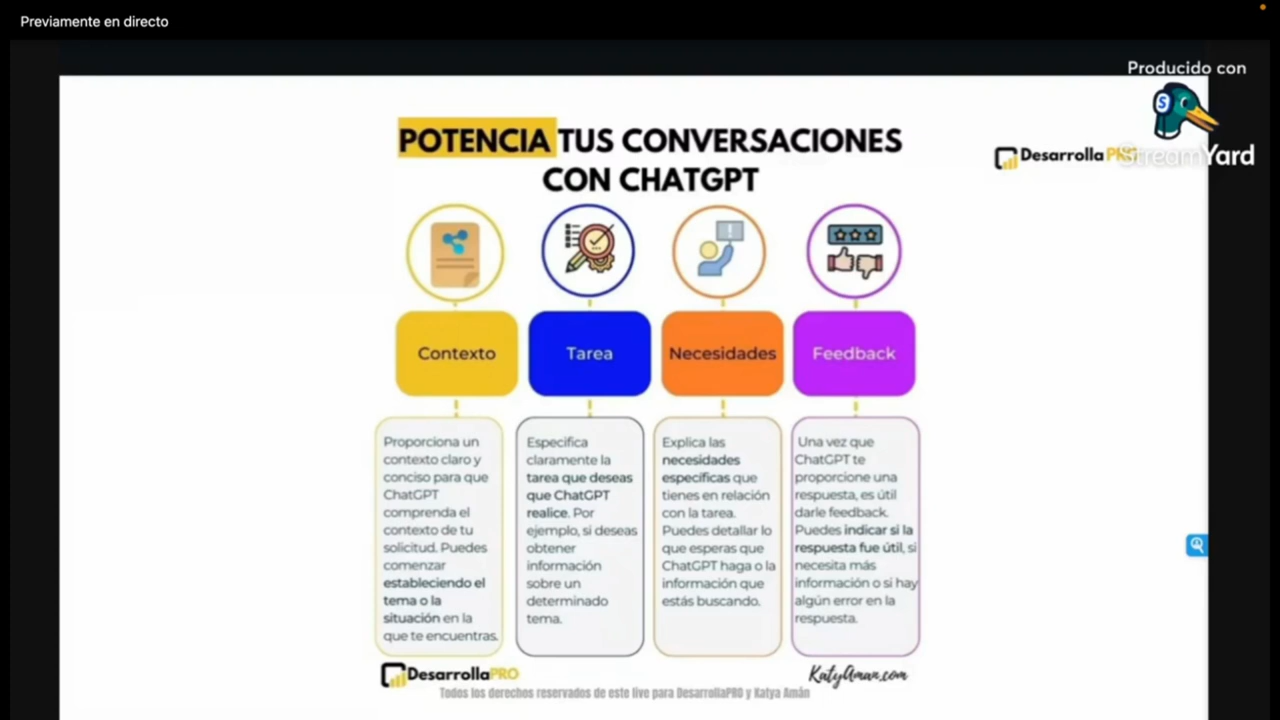 Previamente en directo
Producido con
StreamYard
POTENCIA TUS CONVERSACIONES
CON CHATGPT
DesarrollaPRO
Contexto
Tarea
Necesidades
Feedback
Proporciona un
contexto claro y
conciso para que
ChatGPT
comprenda el
contexto de tu
solicitud. Puedes
comenzar
estableciendo el
tema o la
situación en la
que te encuentras.
Especifica
claramente la
tarea que deseas
que ChatGPT
realice. Por
ejemplo, si deseas
obtener
información
sobre un
determinado
tema.
Explica las
necesidades
específicas que
tienes en relación
con la tarea.
Puedes detallar lo
que esperas que
ChatGPT haga o la
información que
estás buscando.
Una vez que
ChatGPT te
proporcione una
respuesta, es útil
darle feedback.
Puedes indicar si la
respuesta fue útil, si
necesita más
información o si hay
algún error en la
respuesta.
DesarrollaPRO
KatyAman.com
Todos los derechos reservados de este live para DesarrollaPRO y Katya Amán